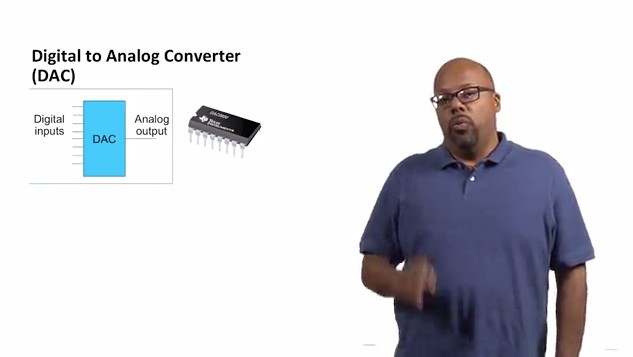 Digital to Analog Converter
(DAC)
Digital
inputs
DAC
Analog
output